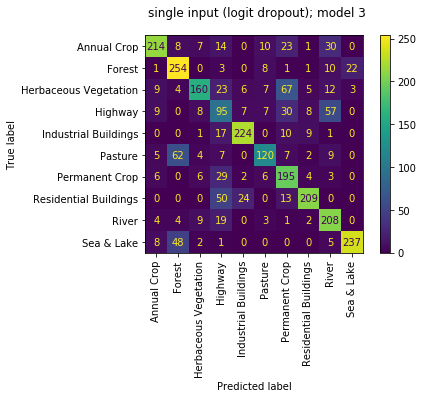 single input (logit dropout); model 3
Annual Crop 214 8 7 14 0 10 23 1 30 0
Forest 1 254 0 3 0 8 1 1 10 22
Herbaceous Vegetation 9 4 160 23 6 7 67 5 12 3
Highway 9 0 8 95 7 7 30 8 57 0
Industrial Buildings 0 0 1 17 224 0 10 9 1 0
Pasture 5 62 4 7 0 120 7 2 9 0
Permanent Crop 6 0 6 29 2 6 195 4 3 0
Residential Buildings 0 0 0 50 24 0 13 209 0 0
River 4 4 9 19 0 3 1 2 208 0
Sea & Lake 8 48 2 1 0 0 0 0 5 237
True label
Annual Crop
Forest
Herbaceous Vegetation
Highway
Industrial Buildings
Pasture
Permanent Crop
Residential Buildings
River
Sea & Lake
Predicted label
250
200
150
100
50
0